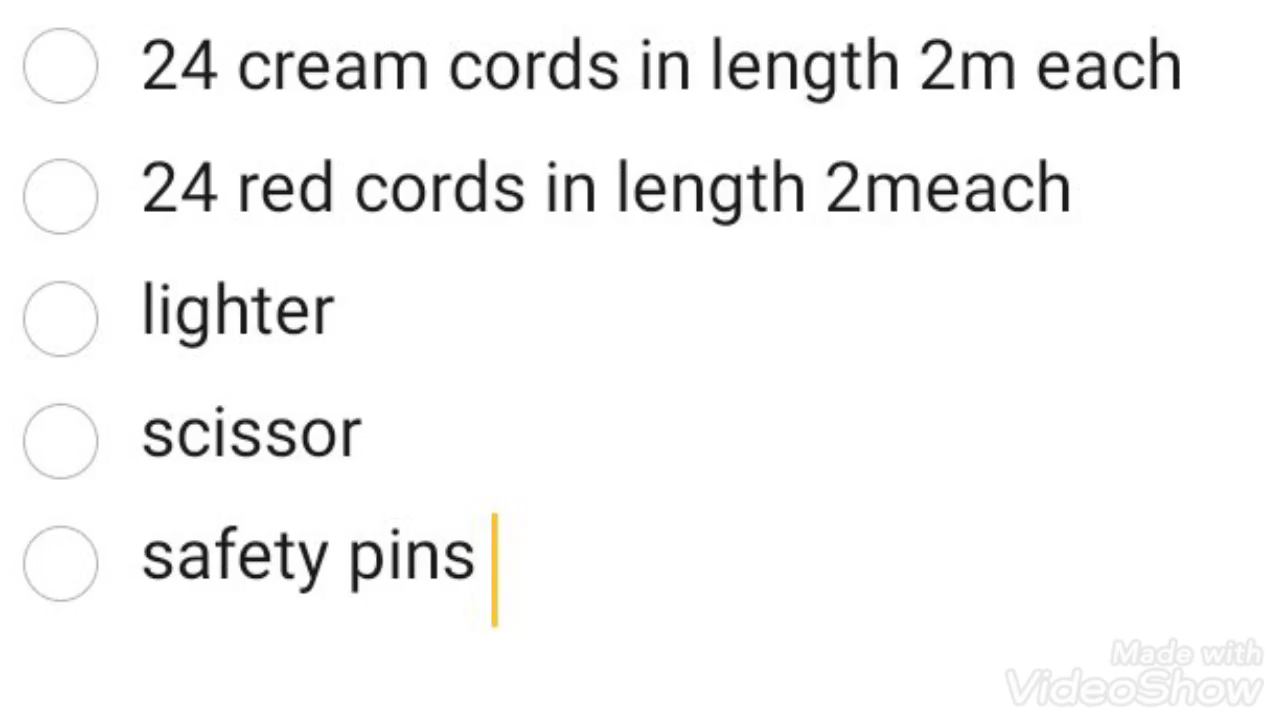 24 cream cords in length 2m each
24 red cords in length 2meach
lighter
scissor
safety pins
Made with
VideoShow